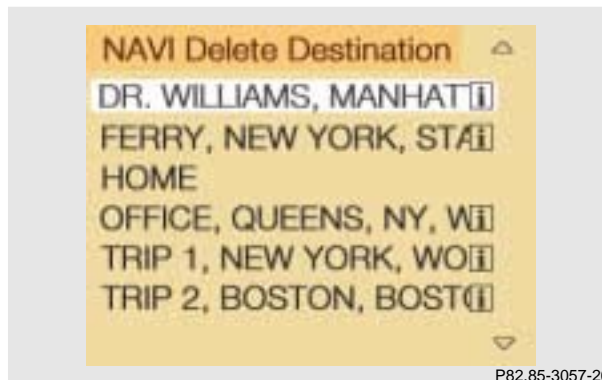 NAVI Delete Destination
DR. WILLIAMS, MANHAT
FERRY, NEW YORK, STA
HOME
OFFICE, QUEENS, NY, W
TRIP 1, NEW YORK, WO
TRIP 2, BOSTON, BOST
P82.85-3057-26